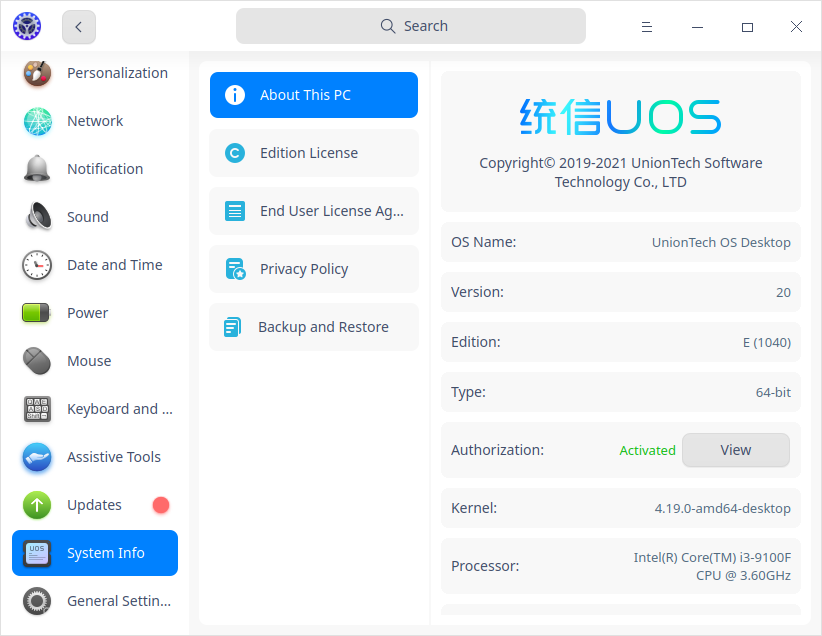 Search
Personalization
Network
Notification
Sound
Date and Time
Power
Mouse
Keyboard and ...
Assistive Tools
Updates
System Info
General Settin...
About This PC
Edition License
End User License Ag...
Privacy Policy
Backup and Restore
统信UOS
Copyright© 2019-2021 UnionTech Software
Technology Co., LTD
OS Name: UnionTech OS Desktop
Version: 20
Edition: E (1040)
Type: 64-bit
Authorization: Activated View
Kernel: 4.19.0-amd64-desktop
Processor: Intel(R) Core(TM) i3-9100F
CPU @ 3.60GHz